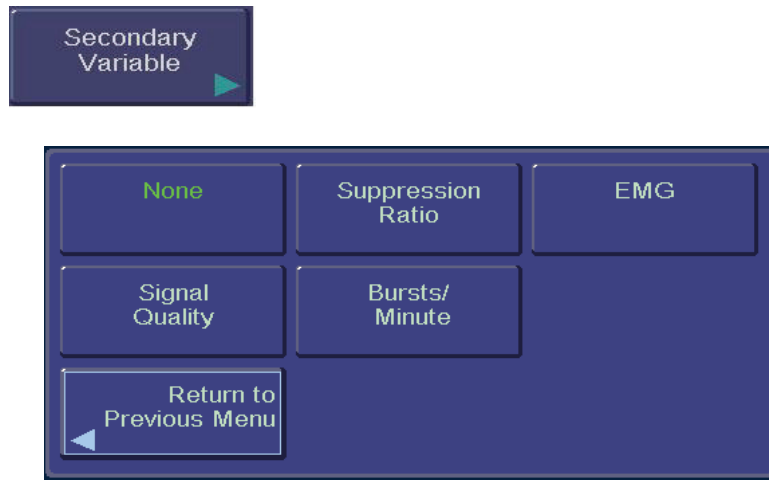 Secondary
Variable
None
Suppression
Ratio
EMG
Signal
Quality
Bursts/
Minute
Return to
Previous Menu